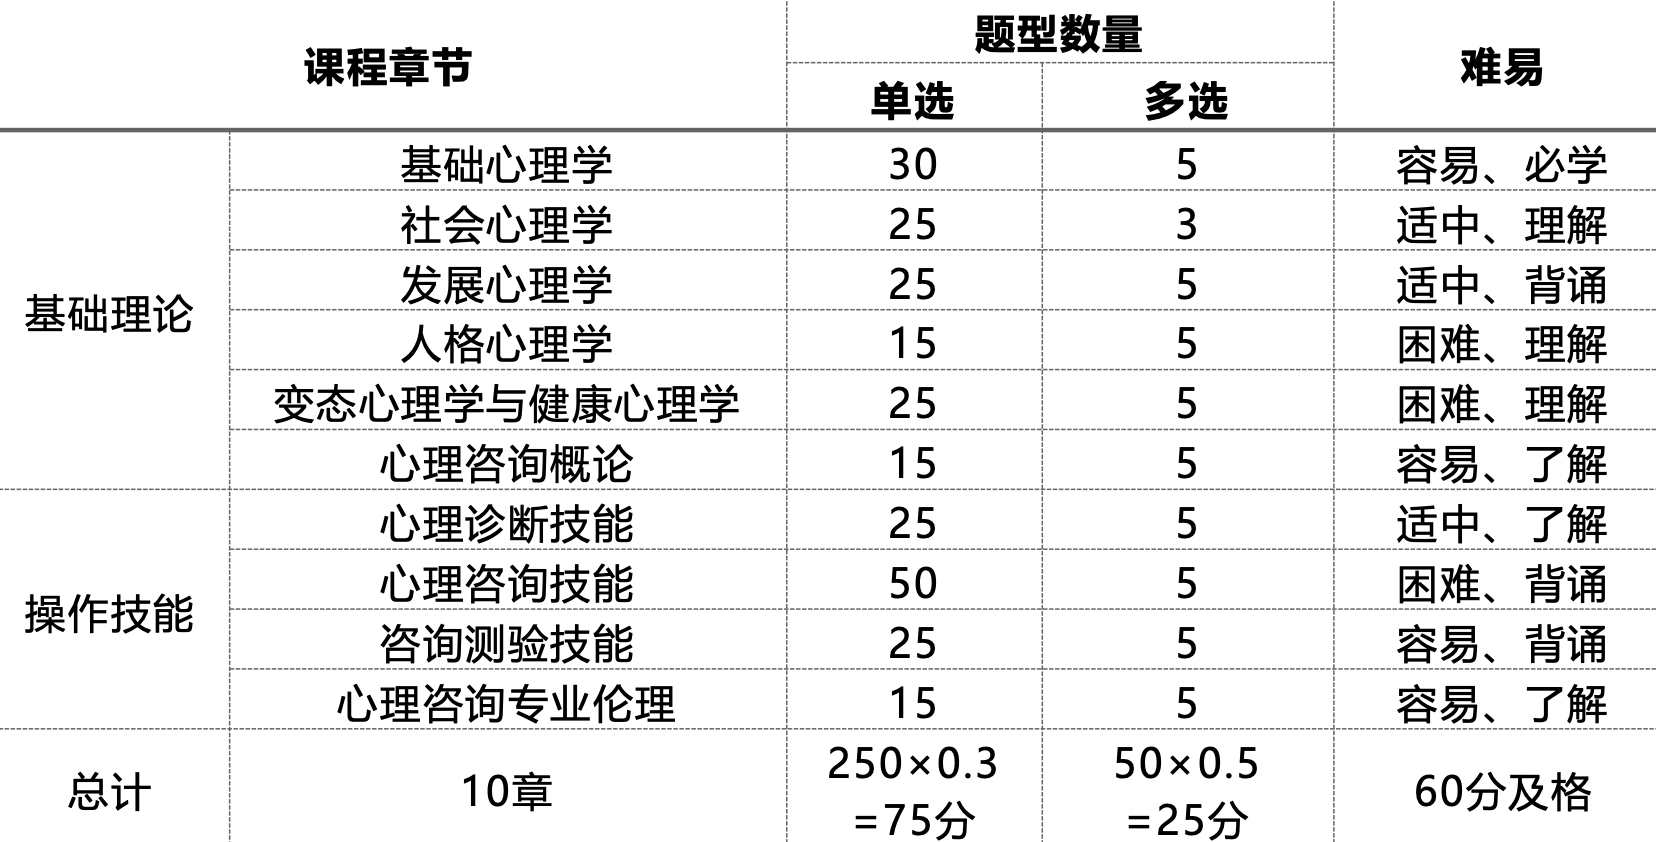 课程章节 题型数量 难易
单选 多选
基础理论
基础心理学 30 5 容易、必学
社会心理学 25 3 适中、理解
发展心理学 25 5 适中、背诵
人格心理学 15 5 困难、理解
变态心理学与健康心理学 25 5 困难、理解
心理咨询概论 15 5 容易、了解
操作技能
心理诊断技能 25 5 适中、了解
心理咨询技能 50 5 困难、背诵
咨询测验技能 25 5 容易、背诵
心理咨询专业伦理 15 5 容易、了解
总计 10章 250×0.3 50×0.5 60分及格
=75分 =25分